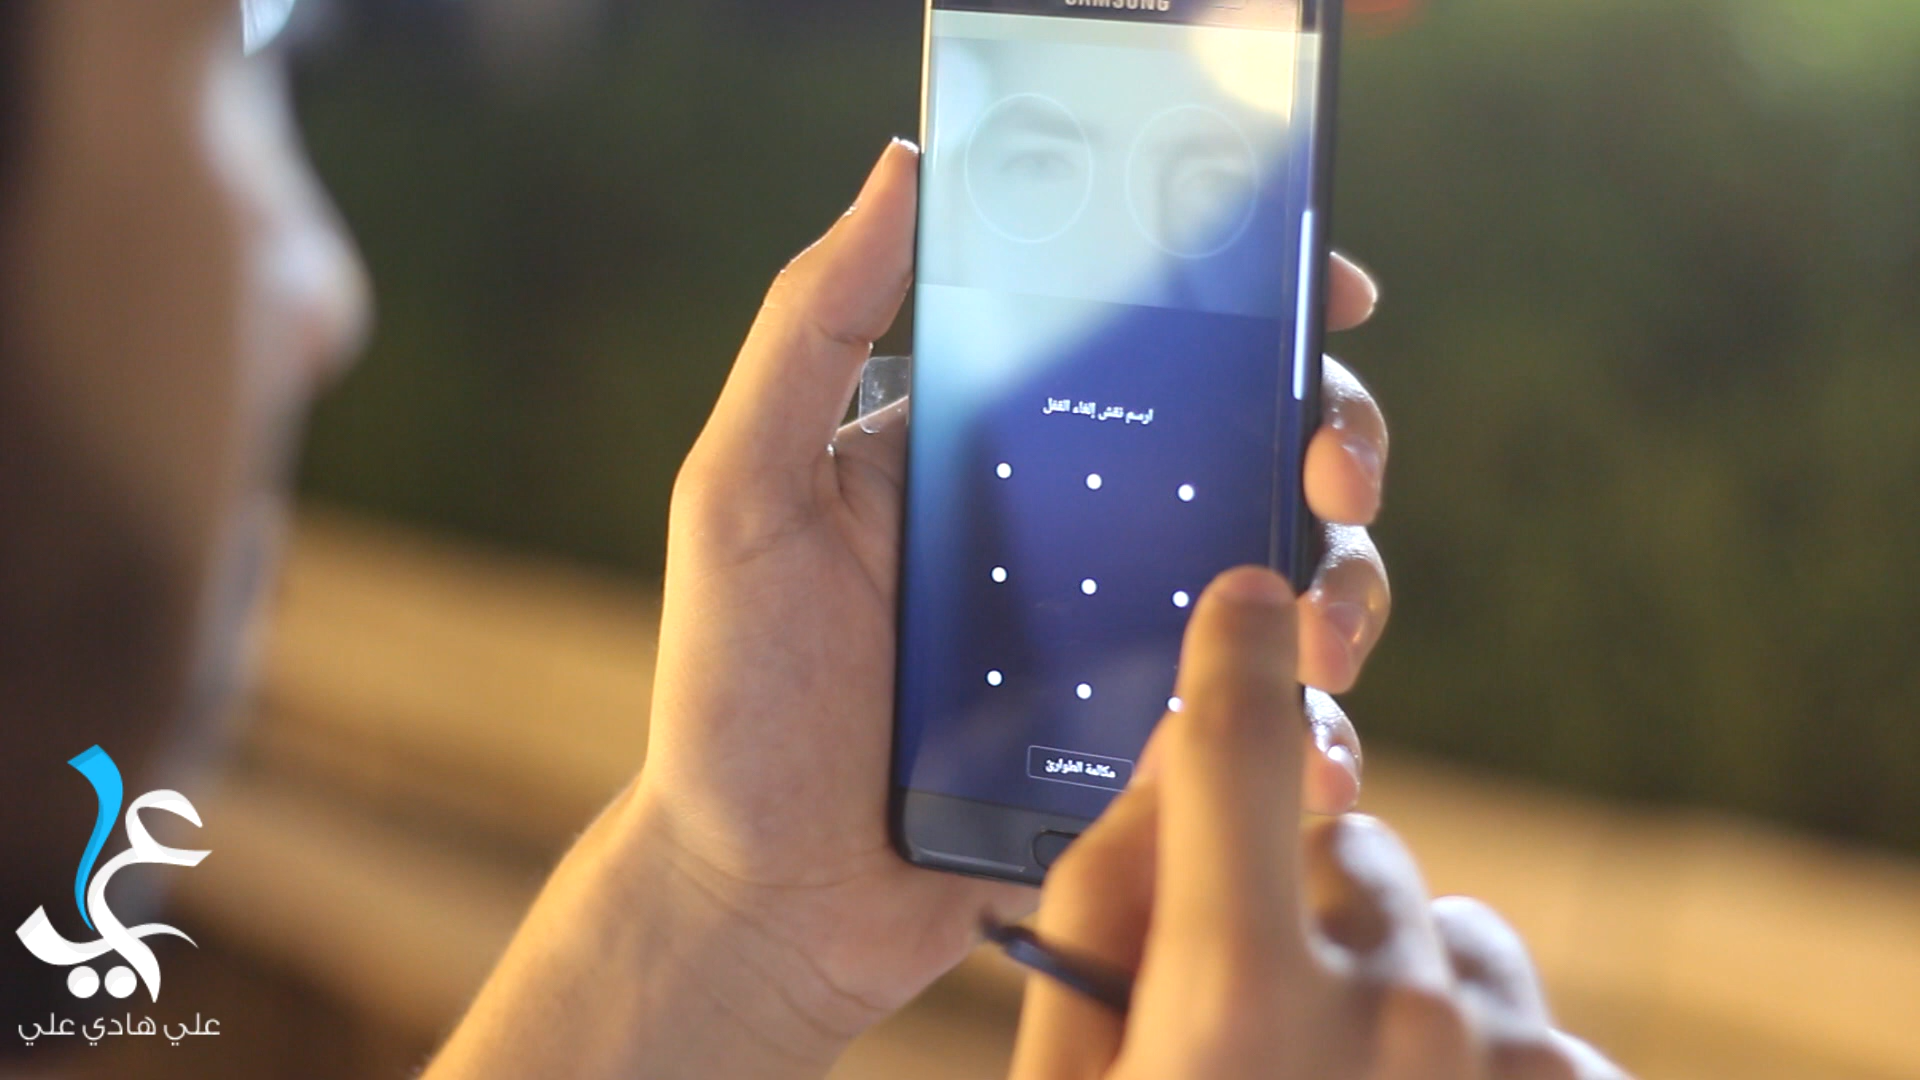 SAMSUNG
ارسم نقش إلغاء القفل
مكالمة الطوارئ
علي هادي علي